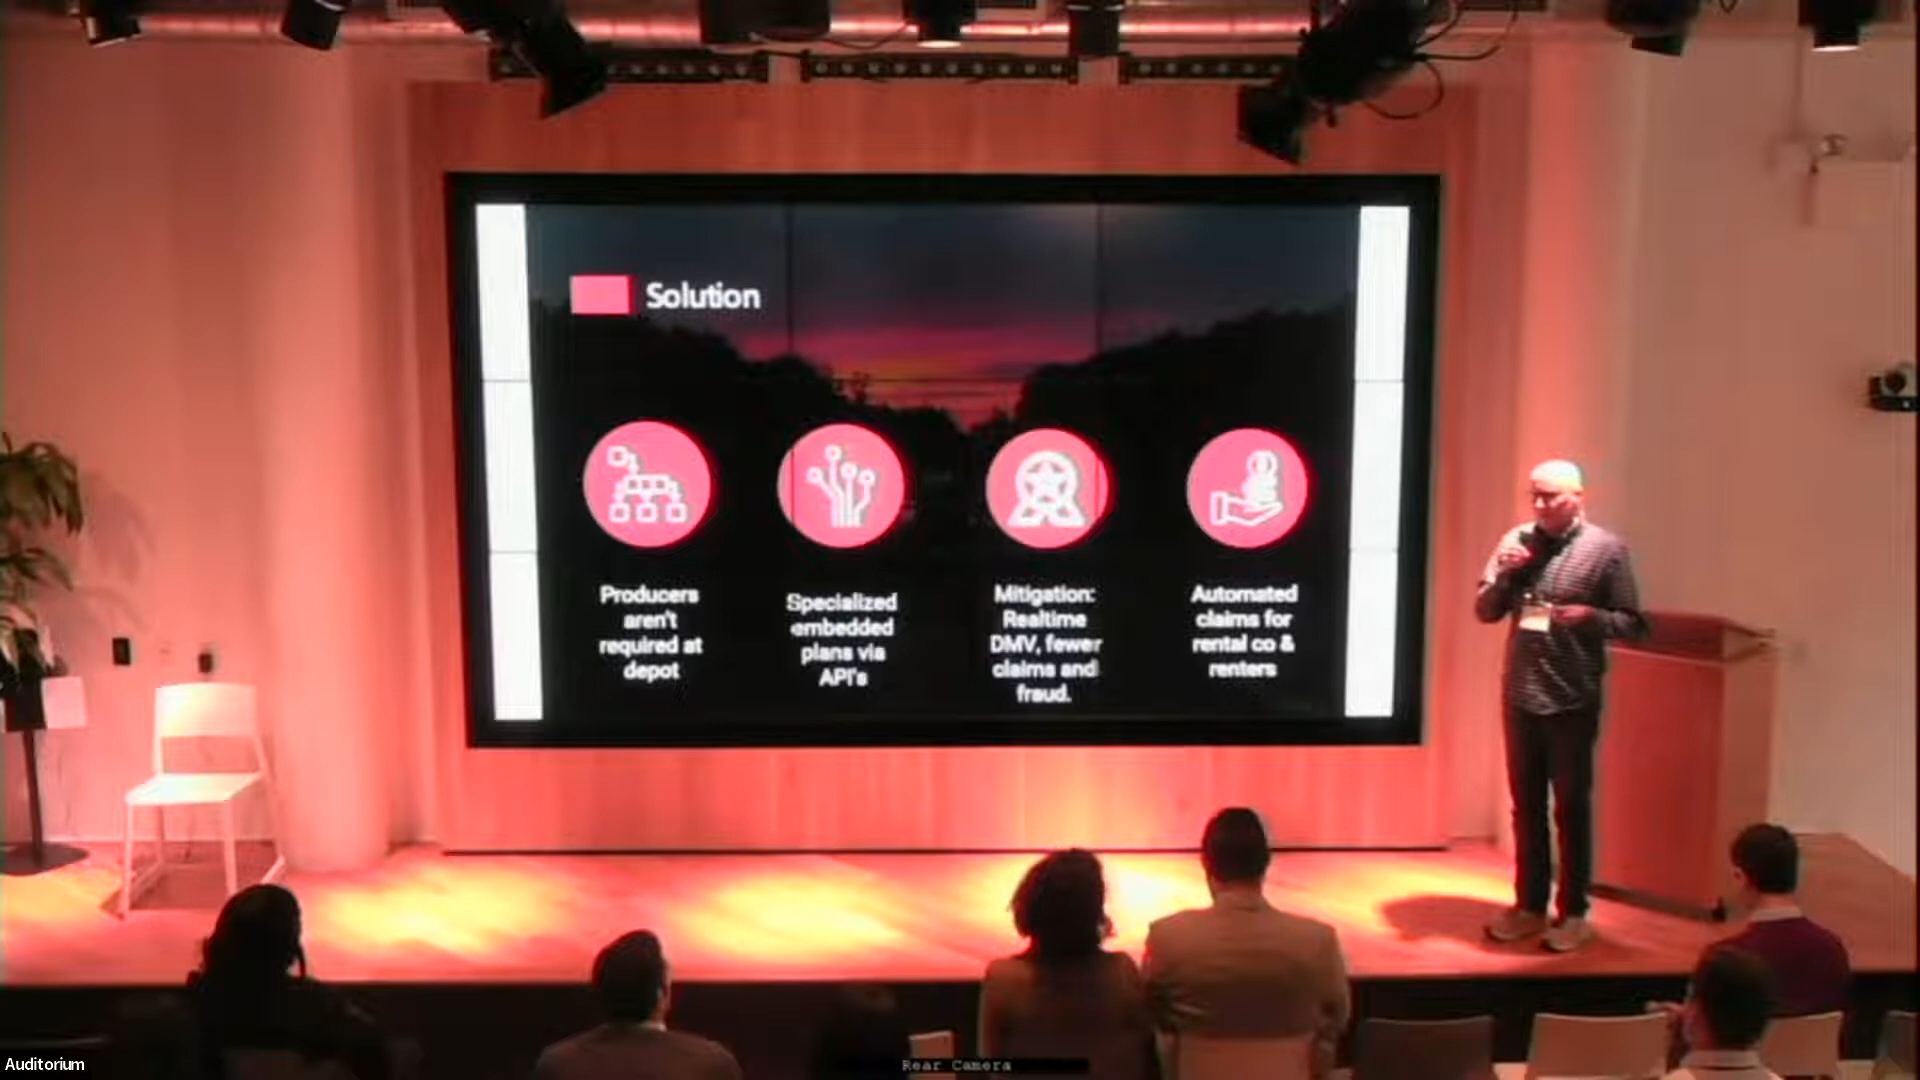 Solution
Producers
aren't
required at
depot
Specialized
embedded
plans via
API's
Mitigation:
Realtime
DMV, fewer
claims and
fraud.
Automated
claims for
rental co &
renters
Auditorium
Rear Camera